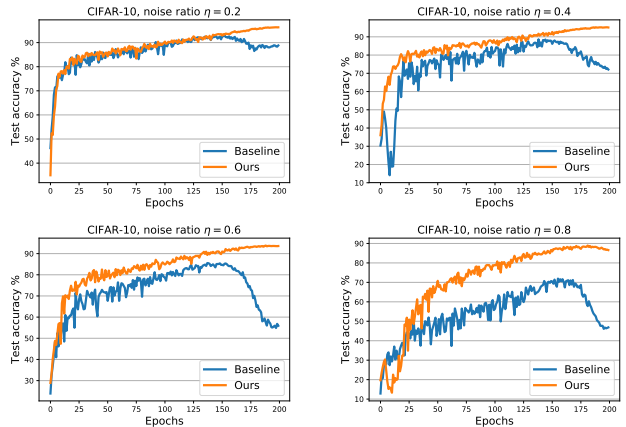 CIFAR-10, noise ratio η = 0.2
Test accuracy %
90
80
70
60
50
40
0 25 50 75 100 125 150 175 200
Epochs
Baseline
Ours
CIFAR-10, noise ratio η = 0.4
Test accuracy %
90
80
70
60
50
40
30
20
10
0 25 50 75 100 125 150 175 200
Epochs
Baseline
Ours
CIFAR-10, noise ratio η = 0.6
Test accuracy %
90
80
70
60
50
40
30
0 25 50 75 100 125 150 175 200
Epochs
Baseline
Ours
CIFAR-10, noise ratio η = 0.8
Test accuracy %
90
80
70
60
50
40
30
20
10
0 25 50 75 100 125 150 175 200
Epochs
Baseline
Ours